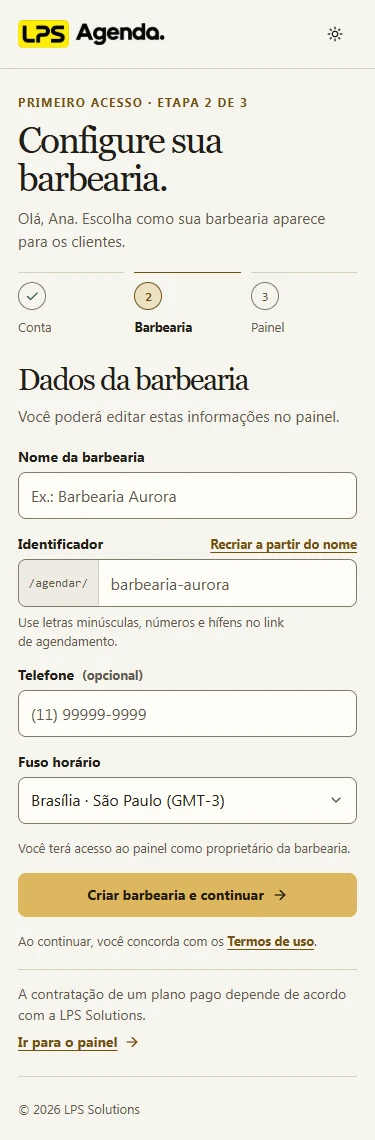 LPS Agenda.
PRIMEIRO ACESSO · ETAPA 2 DE 3
Configure sua
barbearia.
Olá, Ana. Escolha como sua barbearia aparece
para os clientes.
2
3
Conta
Barbearia
Painel
Dados da barbearia
Você poderá editar estas informações no painel.
Nome da barbearia
Ex.: Barbearia Aurora
Identificador
Recriar a partir do nome
/agendar/
barbearia-aurora
Use letras minúsculas, números e hífens no link
de agendamento.
Telefone (opcional)
(11) 99999-9999
Fuso horário
Brasília · São Paulo (GMT-3)
Você terá acesso ao painel como proprietário da barbearia.
Criar barbearia e continuar →
Ao continuar, você concorda com os Termos de uso.
A contratação de um plano pago depende de acordo
com a LPS Solutions.
Ir para o painel →
© 2026 LPS Solutions